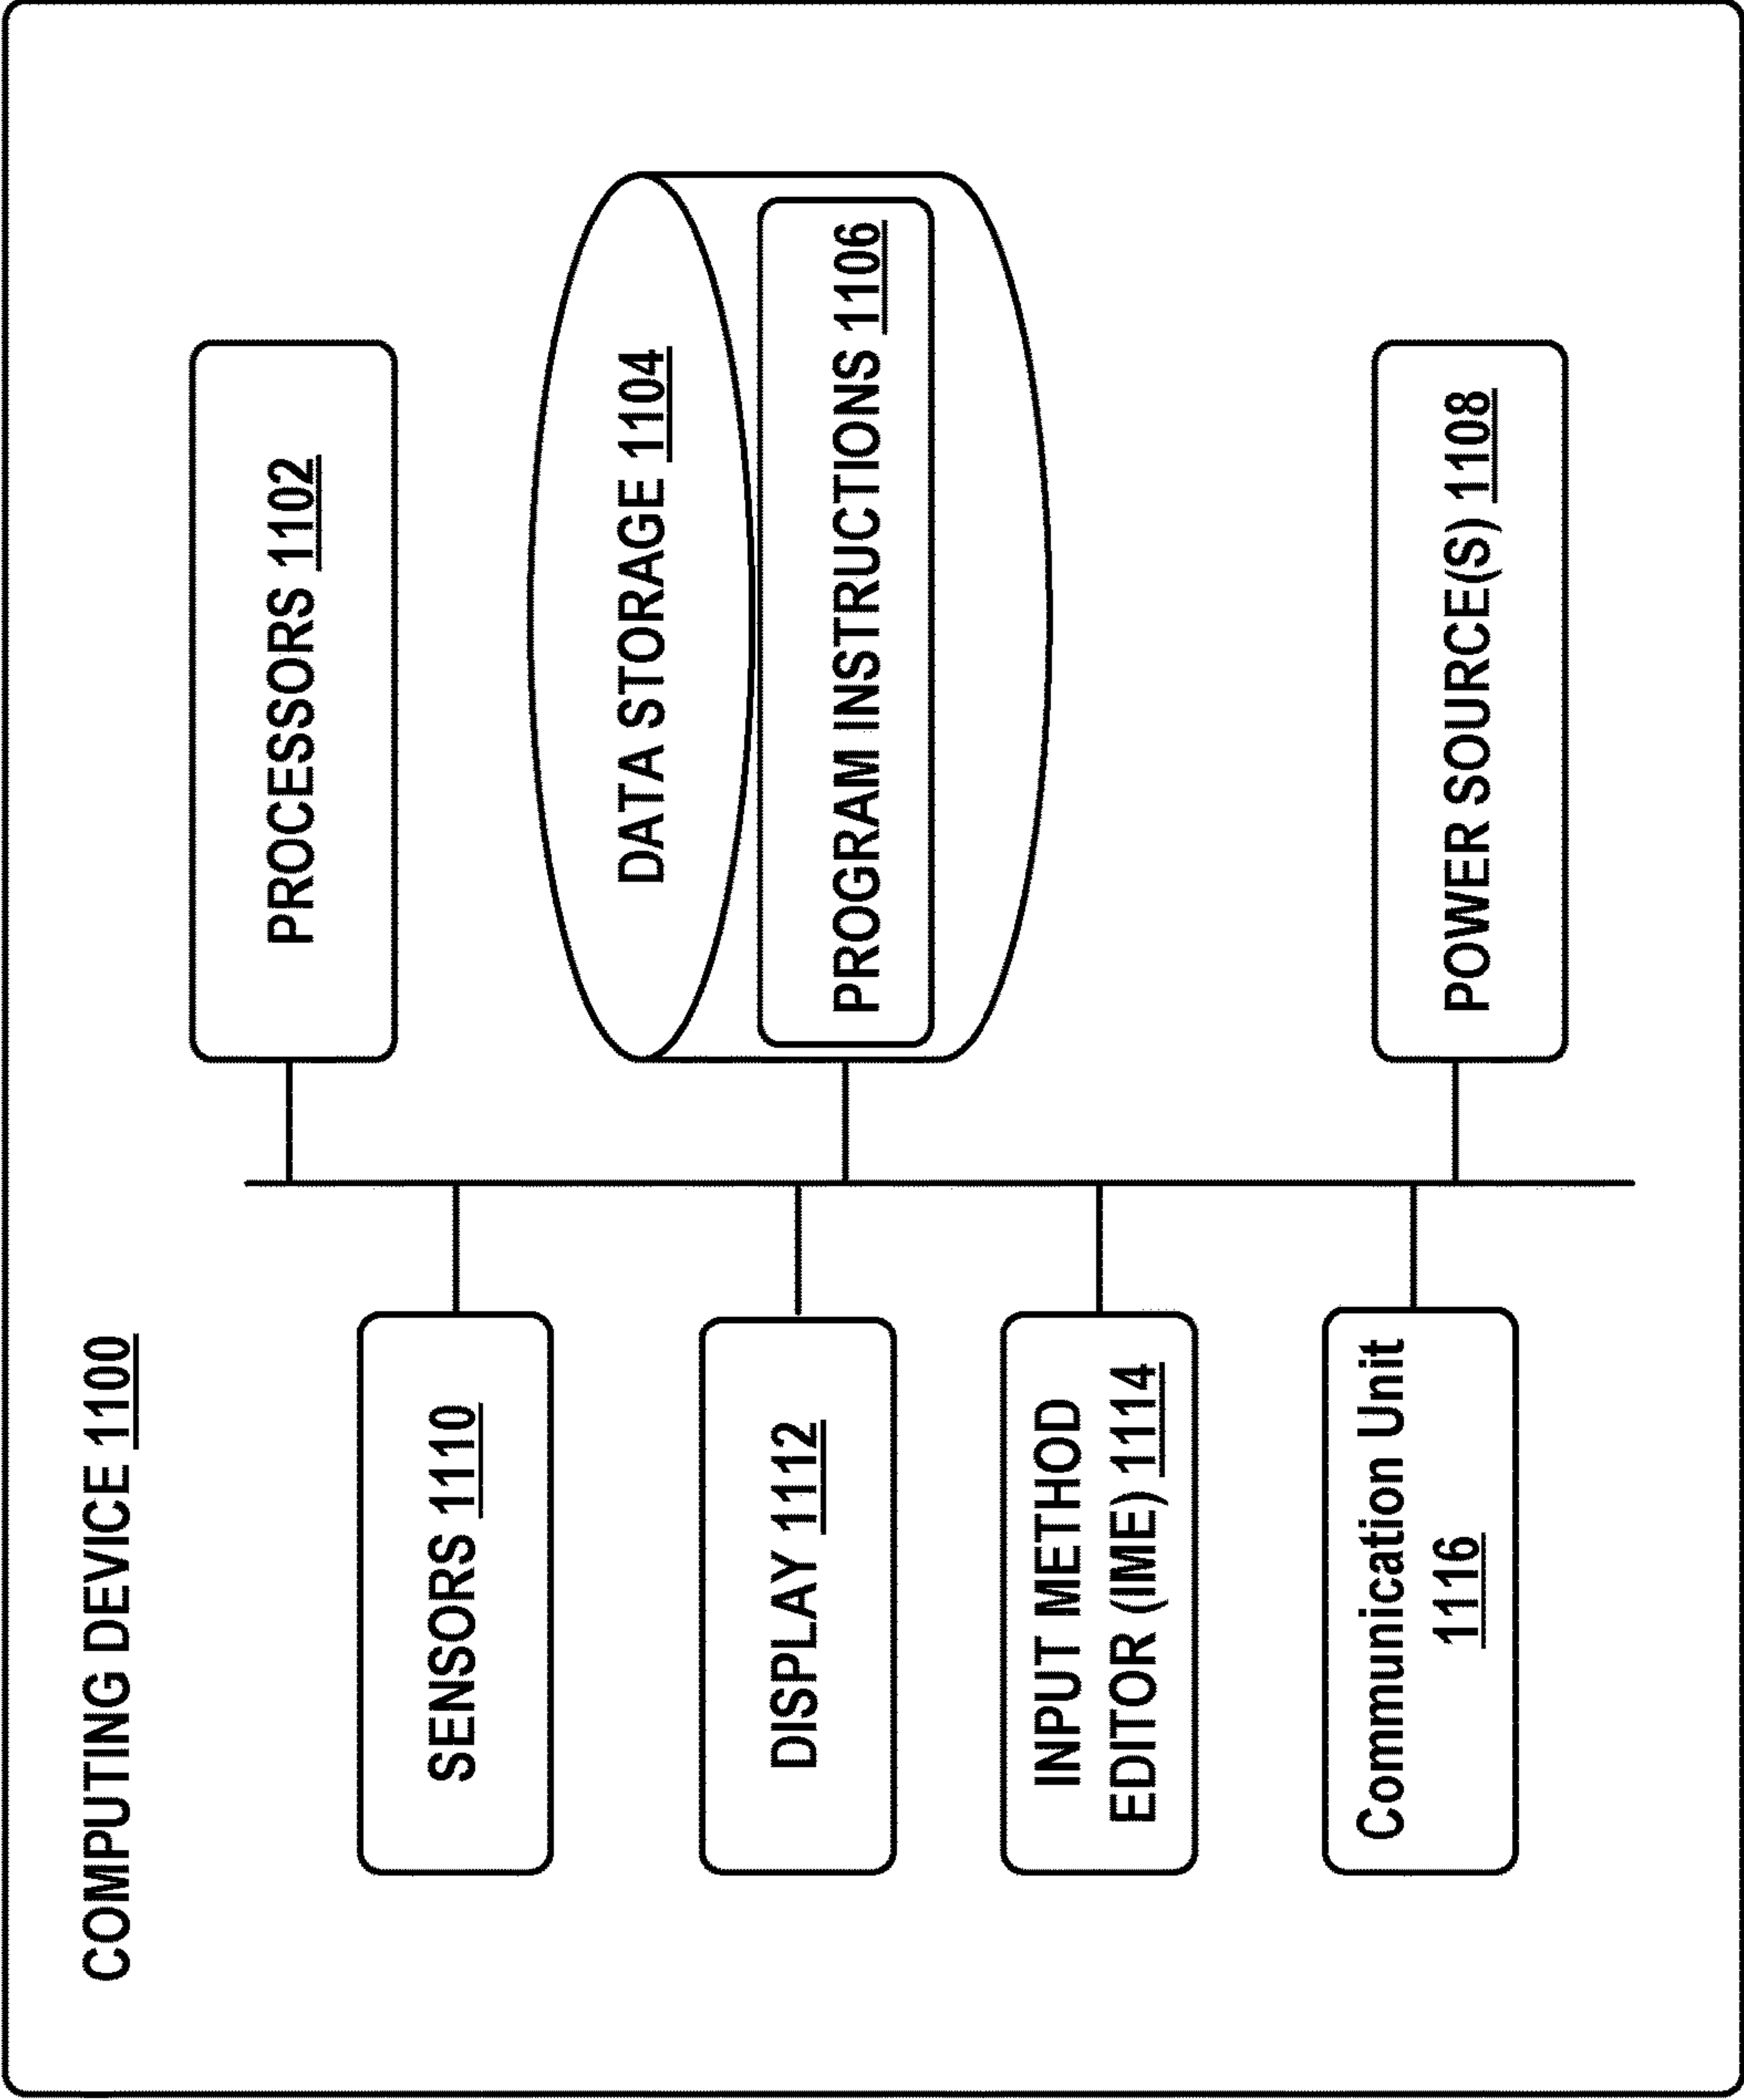 COMPUTING DEVICE 1100
SENSORS 1110
DISPLAY 1112
INPUT METHOD
EDITOR (IME) 1114
Communication Unit
1116
PROCESSORS 1102
DATA STORAGE 1104
PROGRAM INSTRUCTIONS 1106
POWER SOURCE(S) 1108